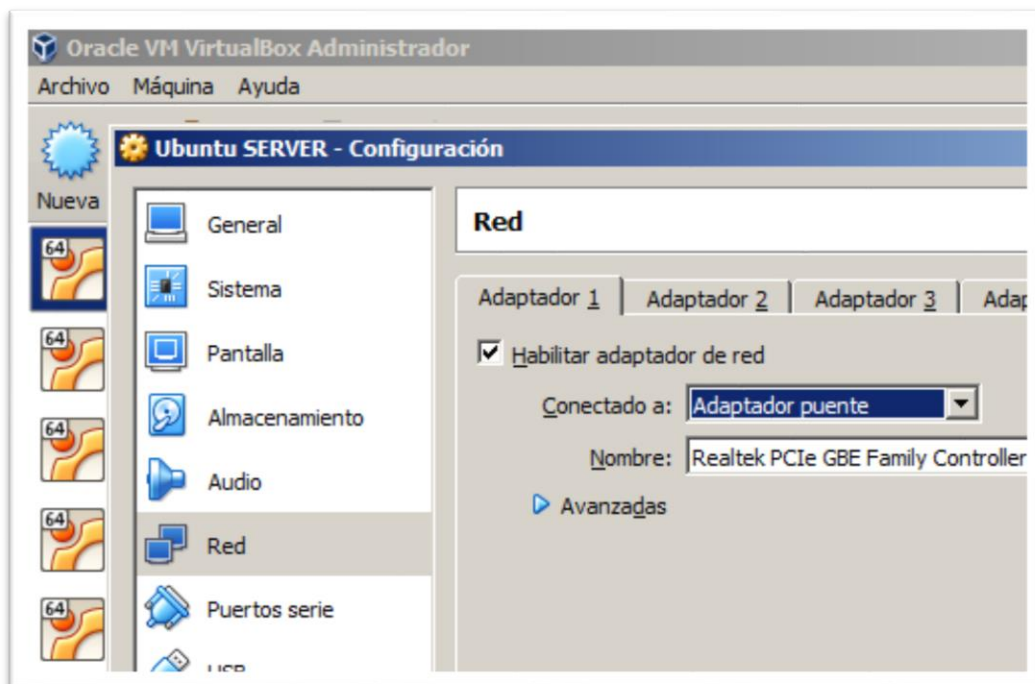 Oracle VM VirtualBox Administrador
Archivo Máquina Ayuda
Ubuntu SERVER - Configuración
Nueva
64
64
64
64
64
General
Sistema
Pantalla
Almacenamiento
Audio
Red
Puertos serie
USB
Red
Adaptador 1 Adaptador 2 Adaptador 3 Adap
Habilitar adaptador de red
Conectado a: Adaptador puente
Nombre: Realtek PCIe GBE Family Controller
Avanzadas